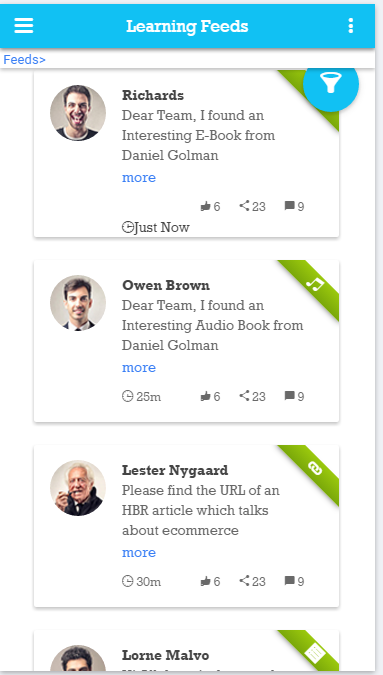 Learning Feeds
Feeds>
Richards
Dear Team, I found an
Interesting E-Book from
Daniel Golman
more
6 23 9
Just Now
Owen Brown
Dear Team, I found an
Interesting Audio Book from
Daniel Golman
more
25m 6 23 9
Lester Nygaard
Please find the URL of an
HBR article which talks
about ecommerce
more
30m 6 23 9
Lorne Malvo